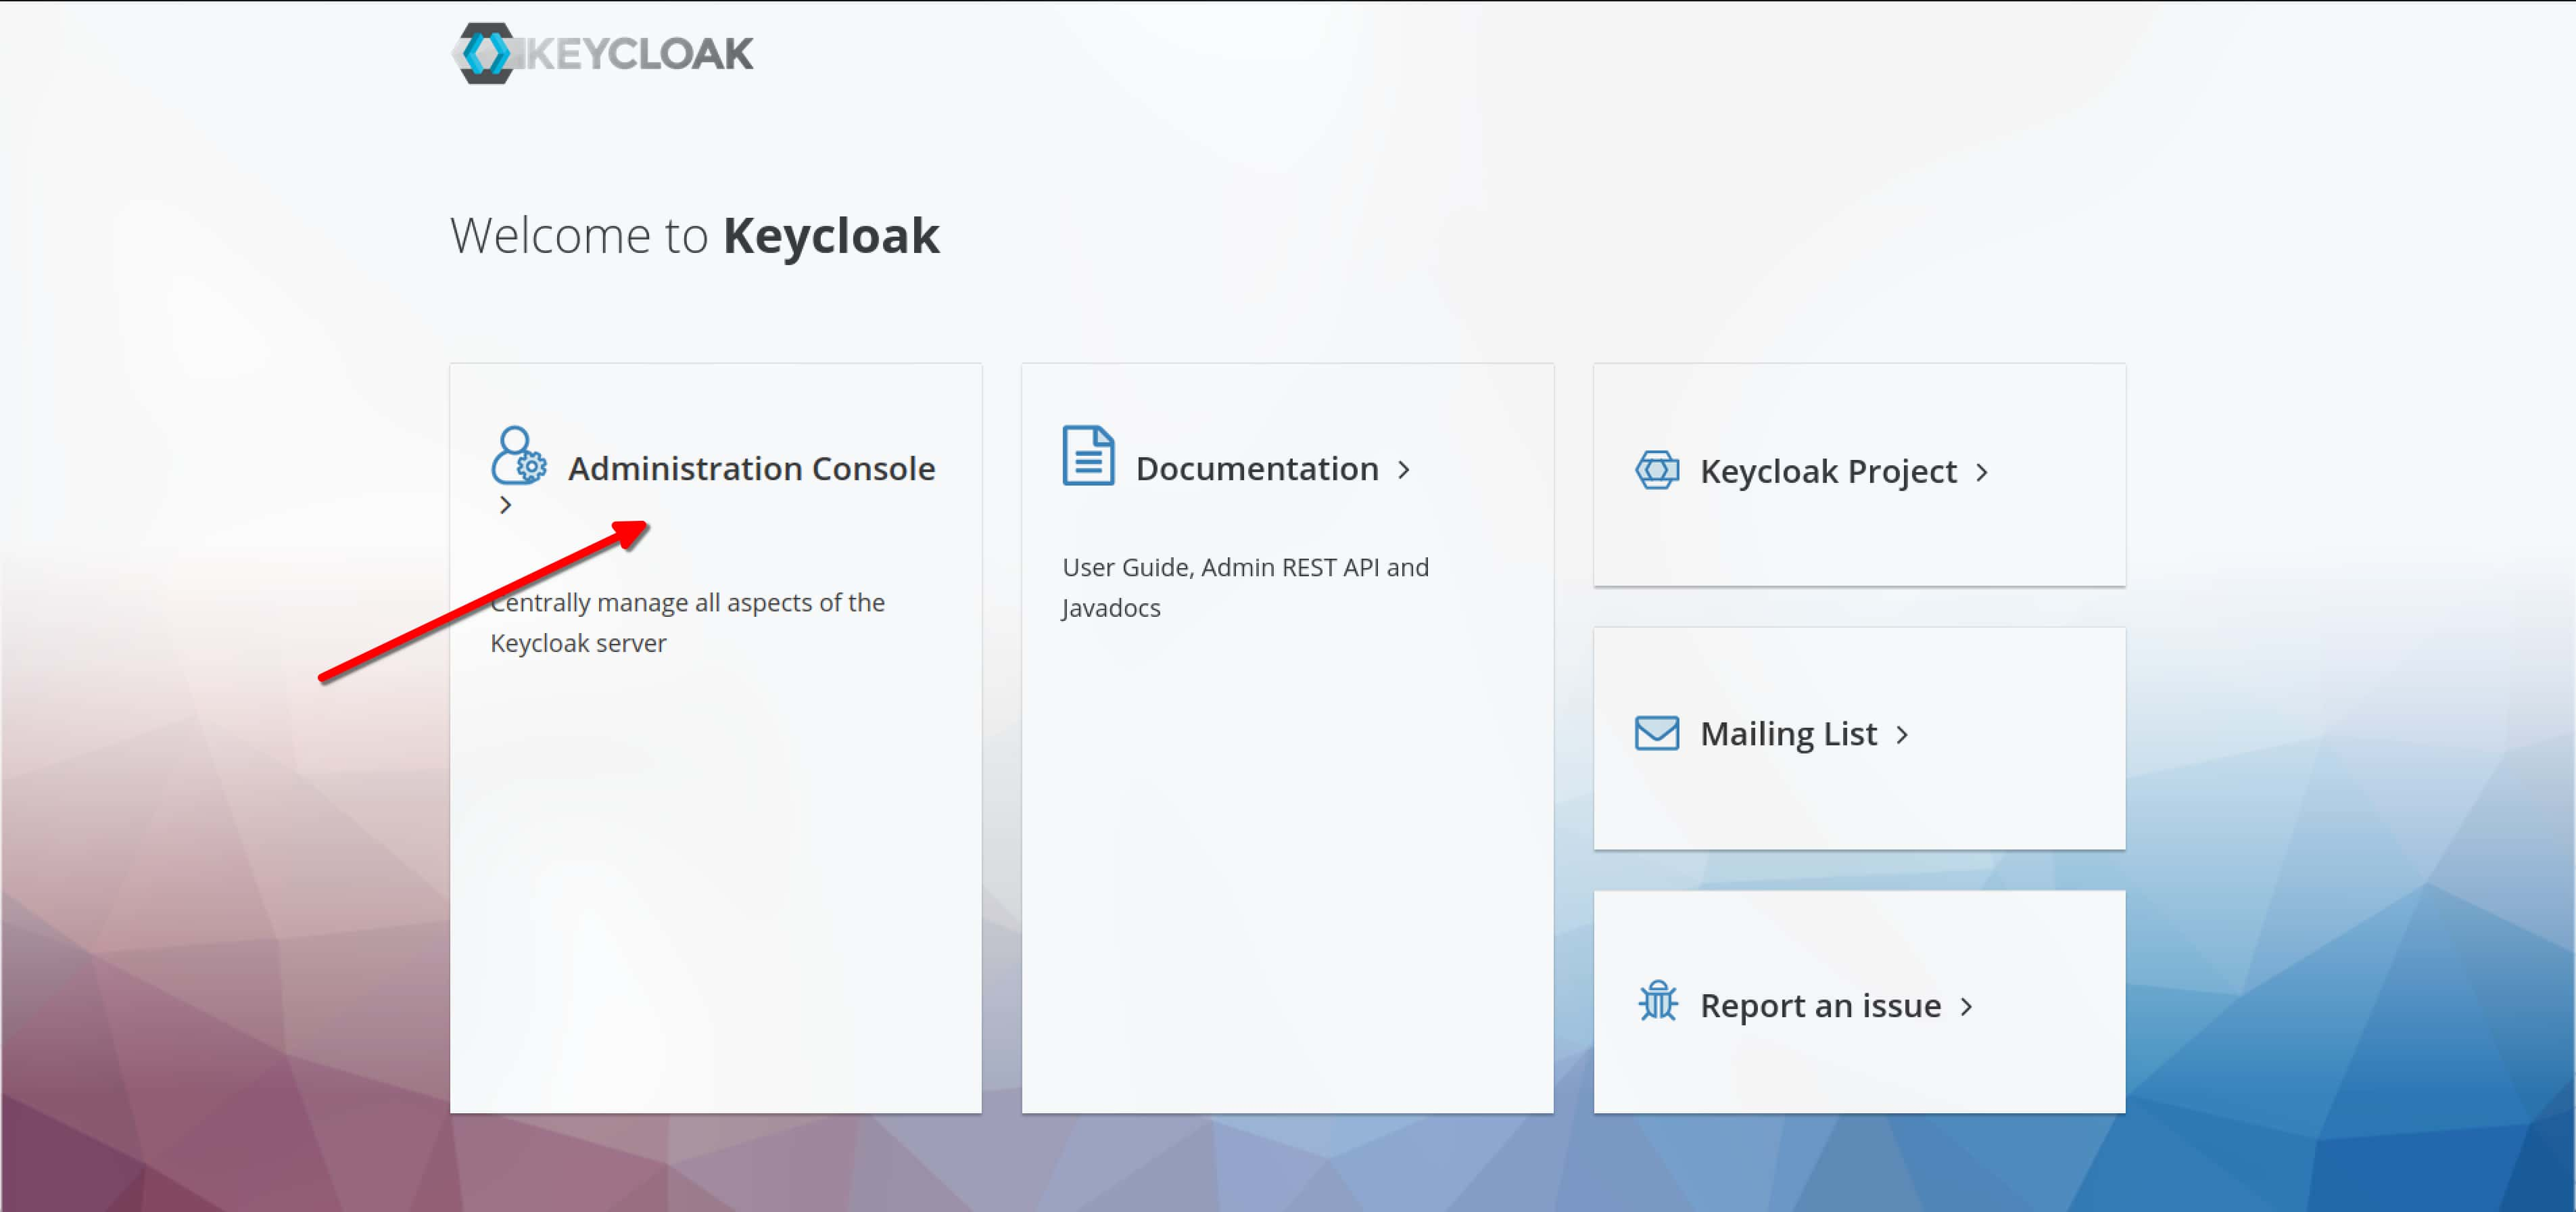 KEYCLOAK
Welcome to Keycloak
Administration Console
Centrally manage all aspects of the
Keycloak server
Documentation
User Guide, Admin REST API and
Javadocs
Keycloak Project
Mailing List
Report an issue